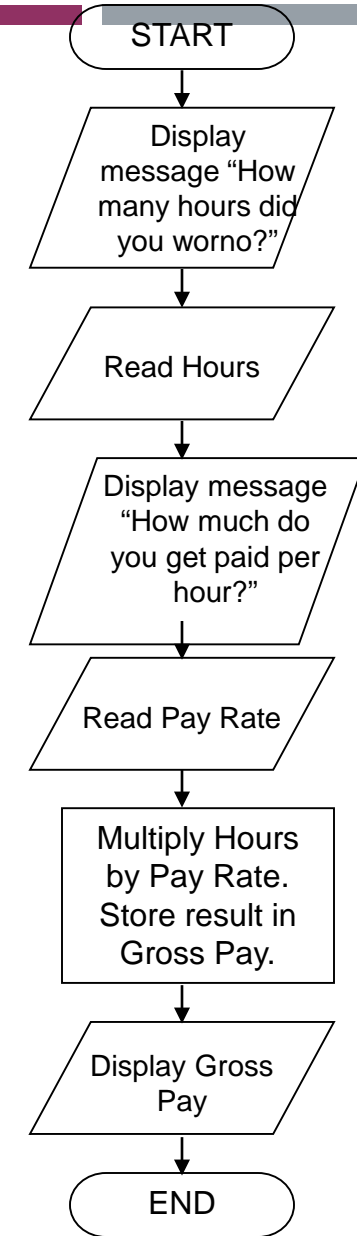 START
Display
message “How
many hours did
you worno?”
Read Hours
Display message
“How much do
you get paid per
hour?”
Read Pay Rate
Multiply Hours
by Pay Rate.
Store result in
Gross Pay.
Display Gross
Pay
END